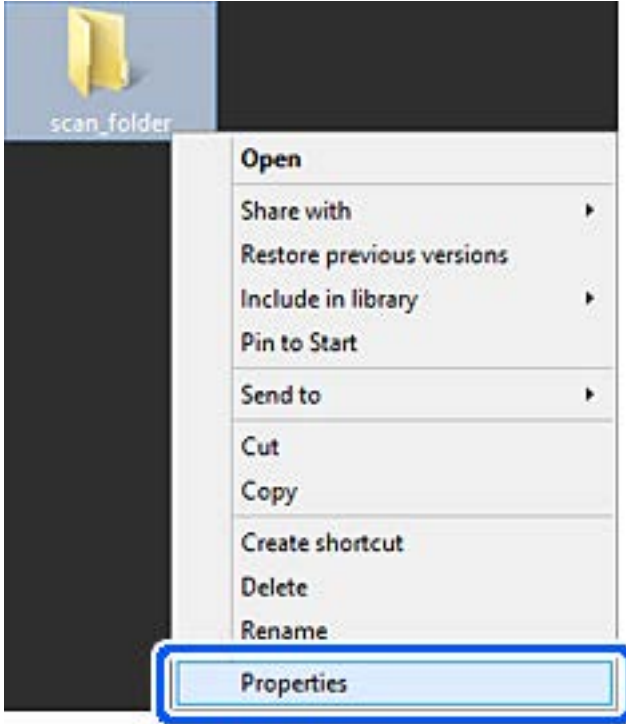 scan_folder
Open
Share with
Restore previous versions
Include in library
Pin to Start
Send to
Cut
Copy
Create shortcut
Delete
Rename
Properties